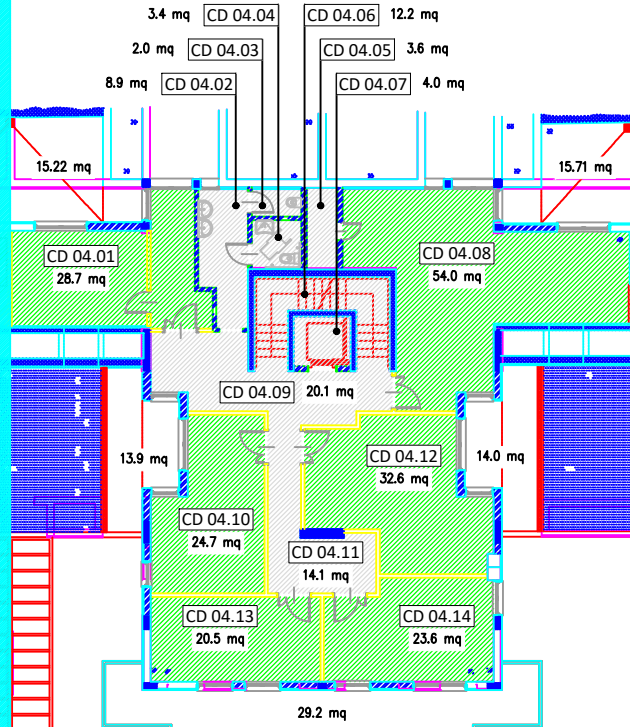 3.4 mq CD 04.04 CD 04.06 12.2 mq
2.0 mq CD 04.03 CD 04.05 3.6 mq
8.9 mq CD 04.02 CD 04.07 4.0 mq
15.22 mq 15.71 mq
CD 04.01
28.7 mq
CD 04.08
54.0 mq
CD 04.09 20.1 mq
13.9 mq
CD 04.12
32.6 mq
14.0 mq
CD 04.10
24.7 mq
CD 04.11
14.1 mq
CD 04.13
20.5 mq
CD 04.14
23.6 mq
29.2 mq